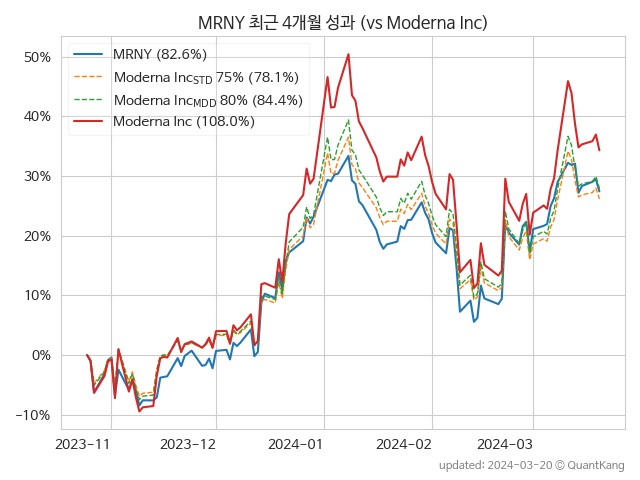 MRNY 최근 4개월 성과 (vs Moderna Inc)
MRNY (82.6%)
Moderna IncSTD 75% (78.1%)
Moderna IncMDD 80% (84.4%)
Moderna Inc (108.0%)
50%
40%
30%
20%
10%
0%
−10%
2023-11
2023-12
2024-01
2024-02
2024-03
updated: 2024-03-20 © QuantKang